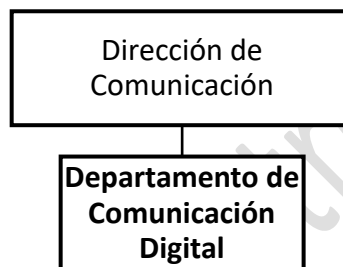 Dirección de
Comunicación
Departamento de
Comunicación
Digital